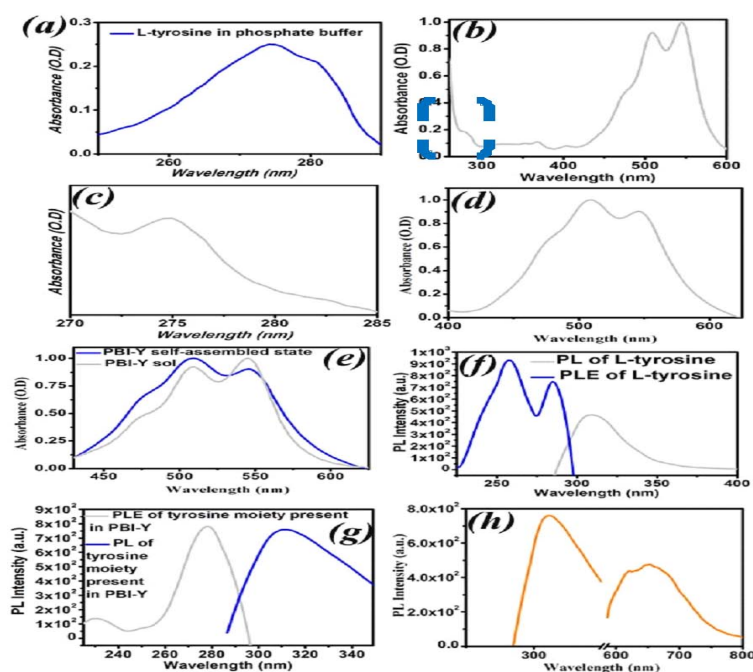 (a)
L-tyrosine in phosphate buffer
Absorbance (O.D)
0.3
0.2
0.1
0.0
260
280
Wavelength (nm)
(b)
Absorbance (O.D)
1.0
0.8
0.6
0.4
0.2
0.0
300
400
500
600
Wavelength (nm)
(c)
Absorbance (O.D)
270
275
280
285
Wavelength (nm)
(d)
Absorbance (O.D)
1.0
0.8
0.6
0.4
0.2
0.0
400
500
600
Wavelength (nm)
(e)
PBI-Y self-assembled state
PBI-Y sol
Absorbance (O.D)
1.00
0.75
0.50
0.25
0.00
450
500
550
600
Wavelength (nm)
(f)
PL of L-tyrosine
PLE of L-tyrosine
PL Intensity (a.u.)
1x10³
9x10²
8x10²
7x10²
6x10²
5x10²
4x10²
3x10²
2x10²
1x10²
0
250
300
350
400
Wavelength (nm)
(g)
PLE of tyrosine moiety present
in PBI-Y
PL of
tyrosine
moiety
present
in PBI-Y
PL Intensity (a.u.)
9x10²
8x10²
7x10²
6x10²
5x10²
4x10²
3x10²
2x10²
1x10²
0
220
240
260
280
300
320
340
Wavelength (nm)
(h)
PL Intensity (a.u.)
8.0x10²
6.0x10²
4.0x10²
2.0x10²
0.0
300
600
700
800
Wavelength (nm)